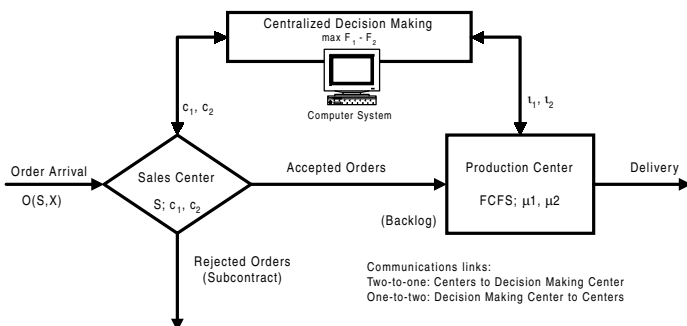 Centralized Decision Making
max F1 - F2
Computer System
c1, c2
ι1, ι2
Order Arrival
O(S,X)
Sales Center
S; c1, c2
Accepted Orders
(Backlog)
Production Center
FCFS; μ1, μ2
Delivery
Rejected Orders
(Subcontract)
Communications links:
Two-to-one: Centers to Decision Making Center
One-to-two: Decision Making Center to Centers